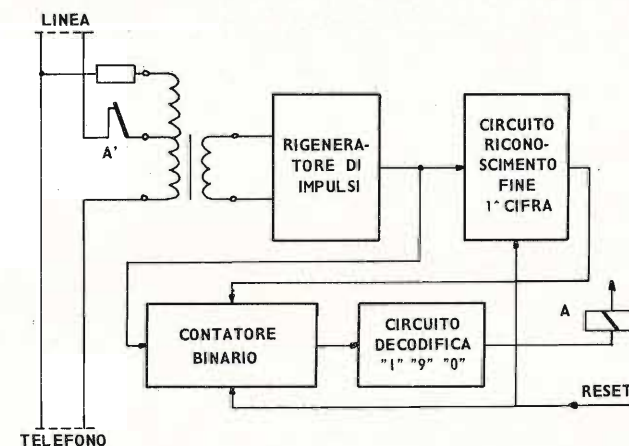 LINEA
A'
RIGENERA-
TORE DI
IMPULSI
CIRCUITO
RICONO-
SCIMENTO
FINE
1^ CIFRA
CONTATORE
BINARIO
CIRCUITO
DECODIFICA
"1" "9" "0"
A
RESET
TELEFONO